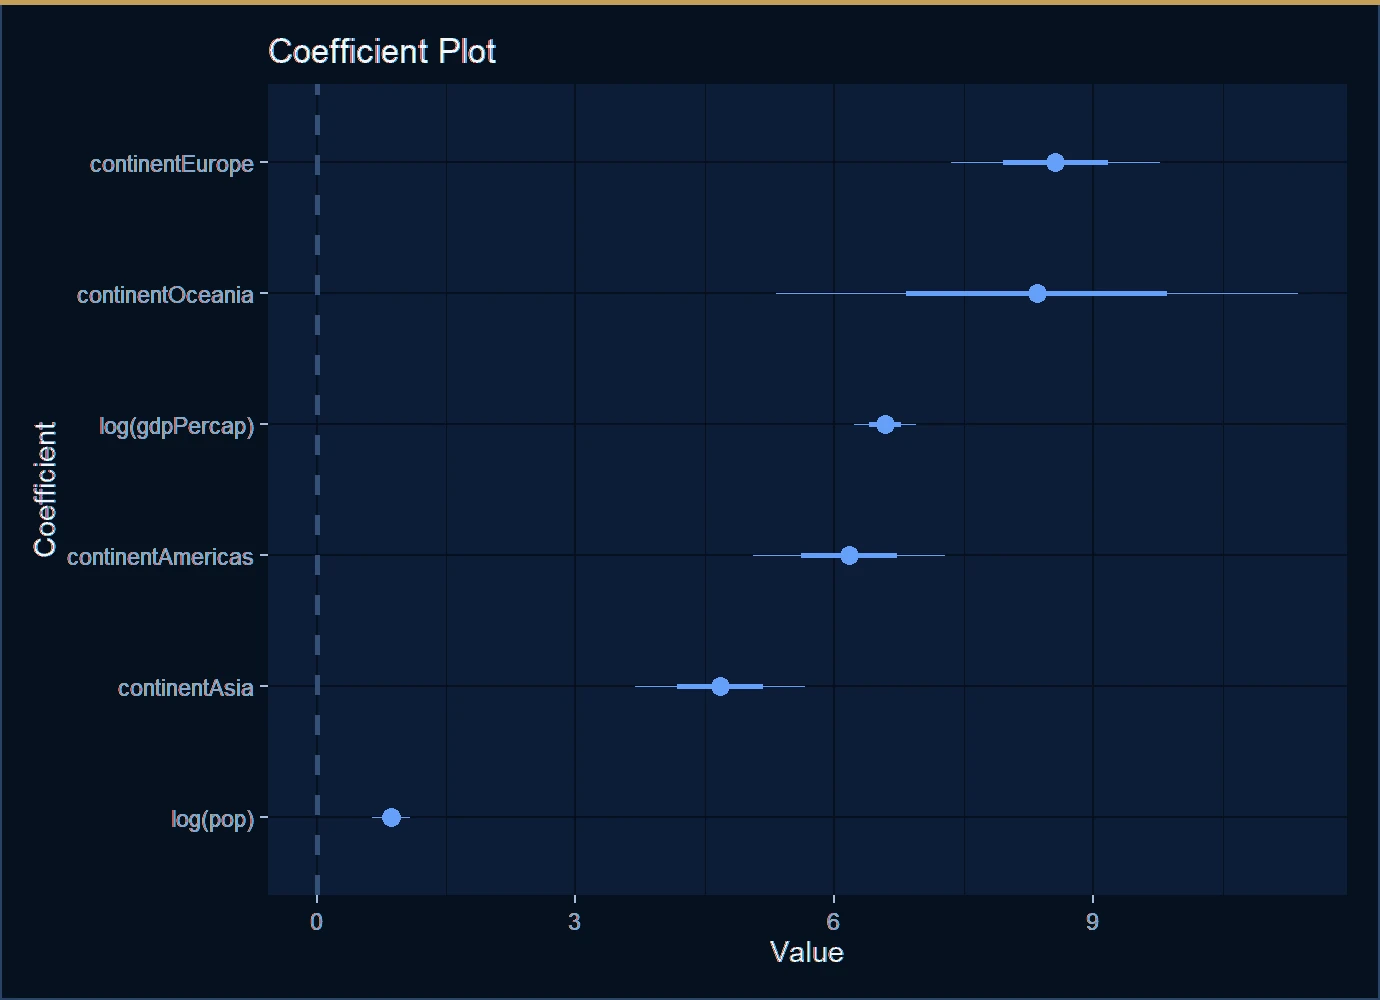 Coefficient Plot
continentEurope
continentOceania
log(gdpPercap)
continentAmericas
continentAsia
log(pop)
Coefficient
0 3 6 9
Value